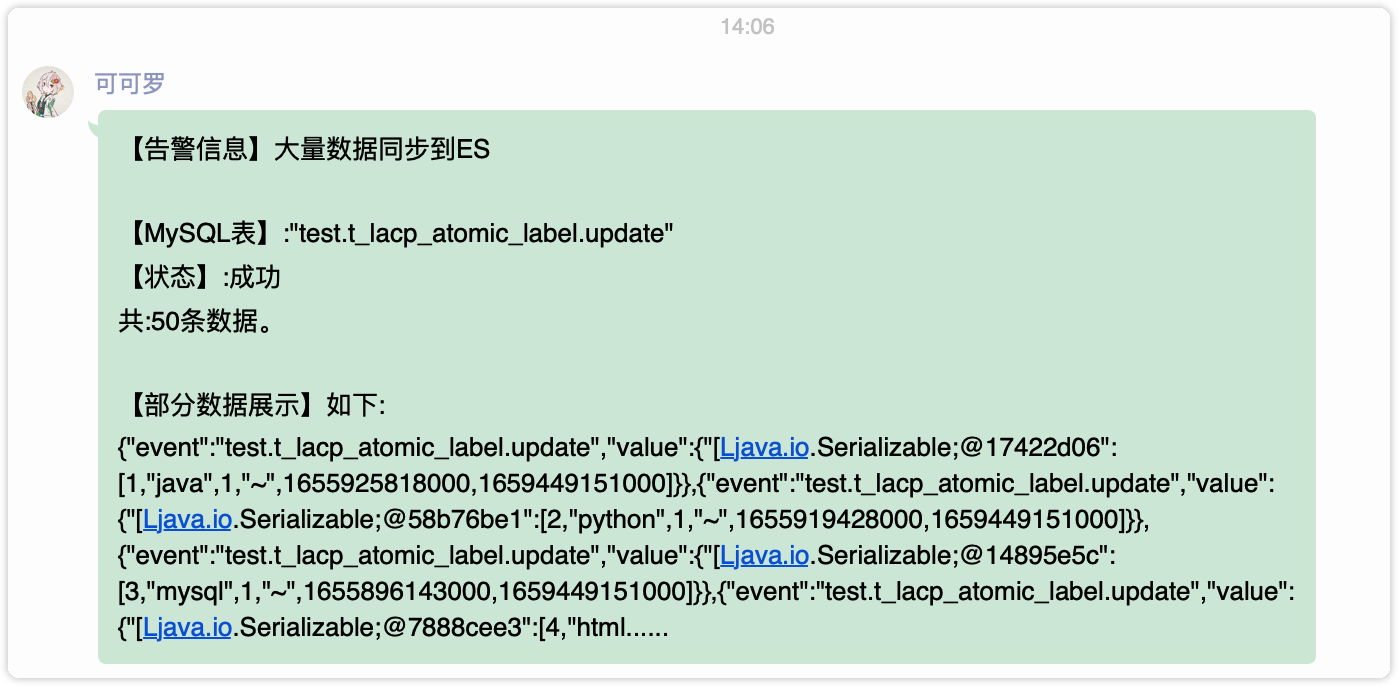 14:06
可可罗
【告警信息】大量数据同步到ES
【MySQL表】:"test.t_lacp_atomic_label.update"
【状态】:成功
共:50条数据。
【部分数据展示】如下:
{"event":"test.t_lacp_atomic_label.update","value":{"[Ljava.io.Serializable;@17422d06":
[1,"java",1,"~",1655925818000,1659449151000]}},{"event":"test.t_lacp_atomic_label.update","value":
{"[Ljava.io.Serializable;@58b76be1":[2,"python",1,"~",1655919428000,1659449151000]}},
{"event":"test.t_lacp_atomic_label.update","value":{"[Ljava.io.Serializable;@14895e5c":
[3,"mysql",1,"~",1655896143000,1659449151000]}},{"event":"test.t_lacp_atomic_label.update","value":
{"[Ljava.io.Serializable;@7888cee3":[4,"html......